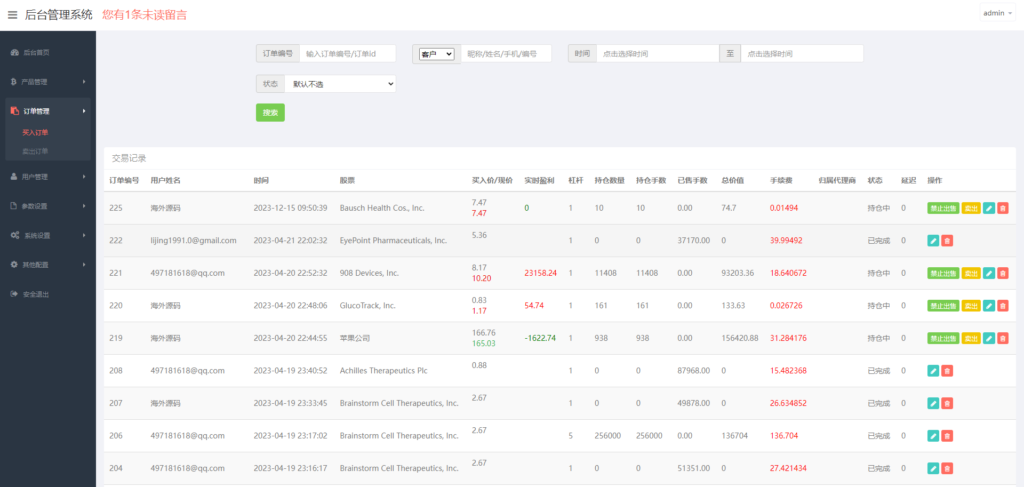 后台管理系统 您有1条未读留言
admin
后台首页
产品管理
订单管理
买入订单
卖出订单
用户管理
参数设置
系统设置
其他配置
安全退出
订单编号 输入订单编号/订单id 客户 昵称/姓名/手机/编号 时间 点击选择时间 至 点击选择时间
状态 默认不选
搜索
交易记录
订单编号 用户姓名 时间 股票 买入价/现价 实时盈利 杠杆 持仓数量 持仓手数 已售手数 总价值 手续费 归属代理商 状态 延迟 操作
225 海外源码 2023-12-15 09:50:39 Bausch Health Cos., Inc. 7.47 0 1 10 10 0.00 74.7 0.01494 持仓中 0 禁止出售 卖出
7.47
222 lijing1991.0@gmail.com 2023-04-21 22:02:32 EyePoint Pharmaceuticals, Inc. 5.36 1 0 0 37170.00 0 39.99492 已完成 0
221 497181618@qq.com 2023-04-20 22:52:32 908 Devices, Inc. 8.17 23158.24 1 11408 11408 0.00 93203.36 18.640672 持仓中 0 禁止出售 卖出
10.20
220 海外源码 2023-04-20 22:48:06 GlucoTrack, Inc. 0.83 54.74 1 161 161 0.00 133.63 0.026726 持仓中 0 禁止出售 卖出
1.17
219 海外源码 2023-04-20 22:44:55 苹果公司 166.76 -1622.74 1 938 938 0.00 156420.88 31.284176 持仓中 0 禁止出售 卖出
165.03
208 497181618@qq.com 2023-04-19 23:40:52 Achilles Therapeutics Plc 0.88 1 0 0 87968.00 0 15.482368 已完成 0
207 海外源码 2023-04-19 23:33:45 Brainstorm Cell Therapeutics, Inc. 2.67 1 0 0 49878.00 0 26.634852 已完成 0
206 497181618@qq.com 2023-04-19 23:17:02 Brainstorm Cell Therapeutics, Inc. 2.67 5 256000 256000 0.00 136704 136.704 已完成 0
204 497181618@qq.com 2023-04-19 23:16:17 Brainstorm Cell Therapeutics, Inc. 2.67 1 0 0 51351.00 0 27.421434 已完成 0